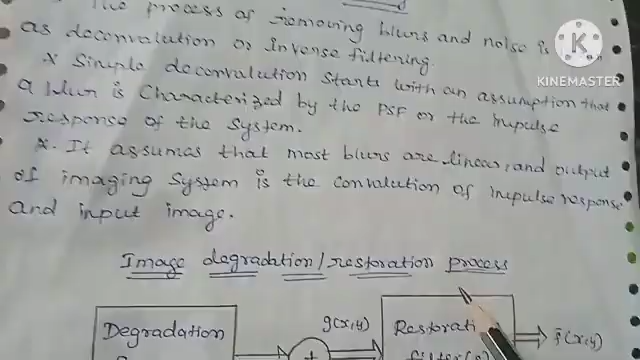 The process of removing blurs and noise is
as deconvolution or Inverse filtering.
* Simple deconvolution starts with an assumption that
a blur is characterized by the PSF or the impulse
response of the system.
* It assumes that most blurs are linear, and output
of imaging system is the convolution of impulse response
and input image.
Image degradation/restoration process
Degradation
g(x,y)
+
f̂(x,y)
K
KINEMASTER